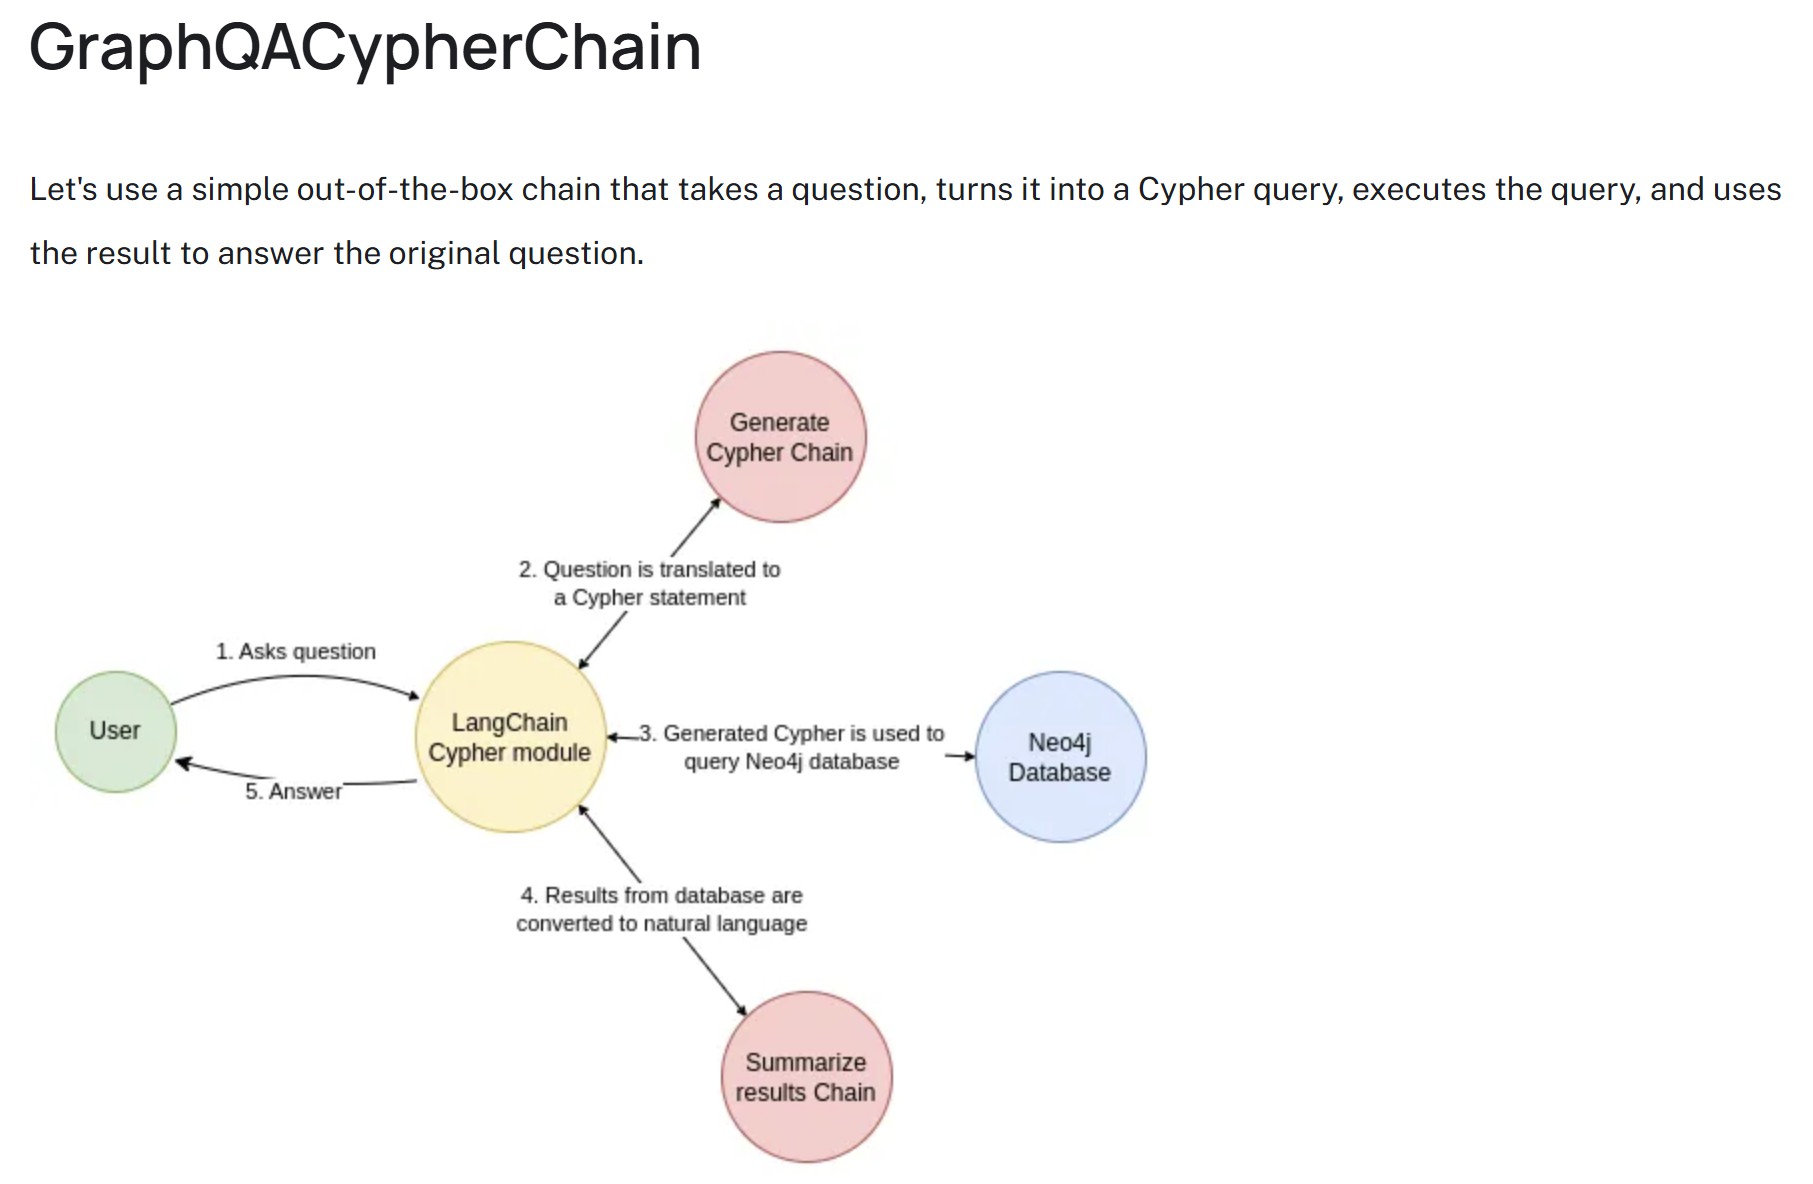 GraphQACypherChain
Let's use a simple out-of-the-box chain that takes a question, turns it into a Cypher query, executes the query, and uses
the result to answer the original question.
Generate
Cypher Chain
2. Question is translated to
a Cypher statement
1. Asks question
User
LangChain
Cypher module
3. Generated Cypher is used to
query Neo4j database
Neo4j
Database
5. Answer
4. Results from database are
converted to natural language
Summarize
results Chain